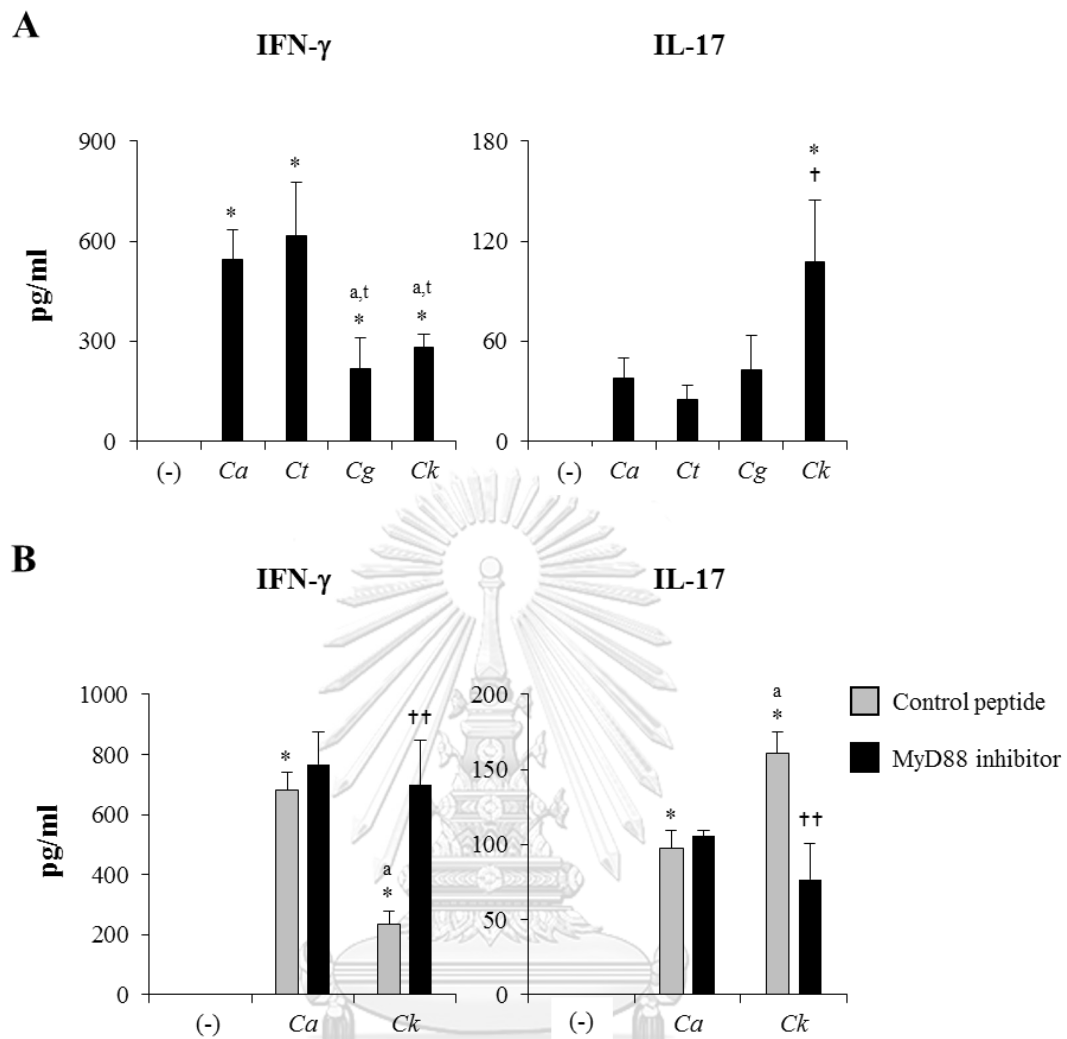 A
IFN-γ
IL-17
pg/ml
900
600
300
0
*
*
a,t
*
a,t
*
(-) Ca Ct Cg Ck
180
120
60
0
*
†
(-) Ca Ct Cg Ck
B
IFN-γ
IL-17
pg/ml
1000
800
600
400
200
0
*
a
*
††
(-) Ca Ck
200
150
100
50
0
*
a
*
††
(-) Ca Ck
Control peptide
MyD88 inhibitor